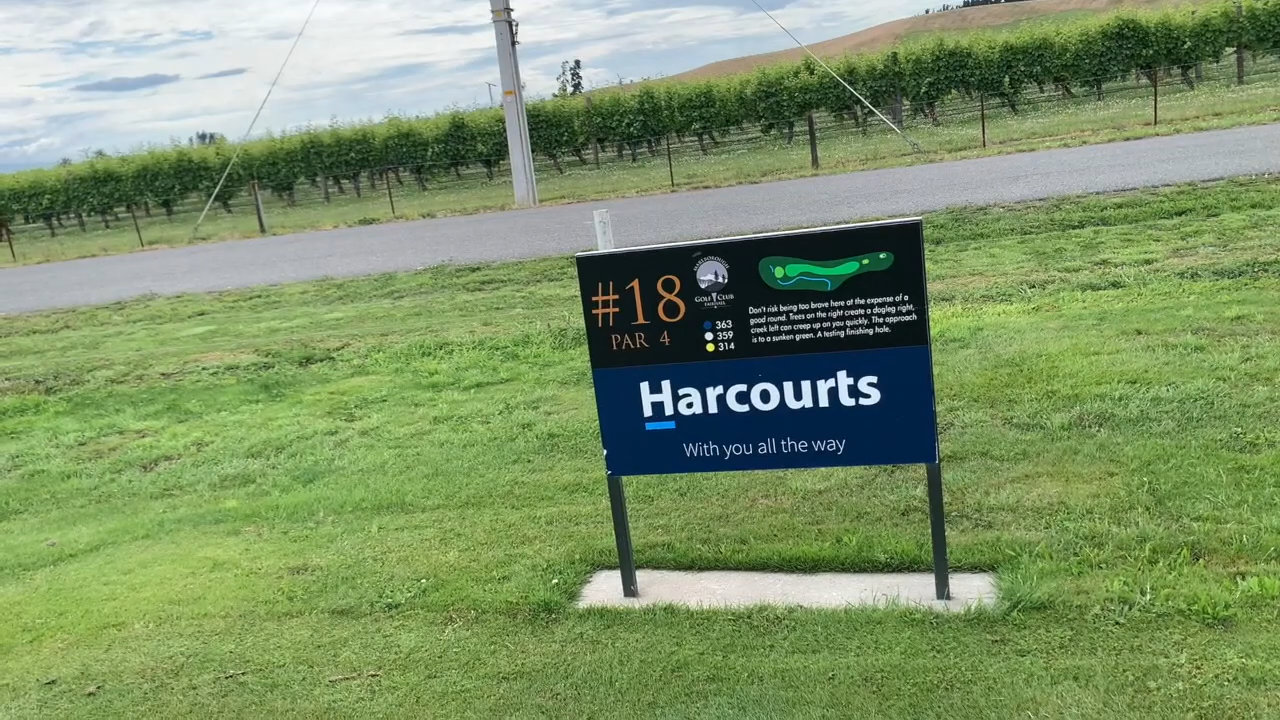 #18
PAR 4
MARLBOROUGH
GOLF CLUB
FAIRHALL
363
359
314
Don't risk being too brave here at the expense of a
good round. Trees on the right create a dogleg right,
creek left can creep up on you quickly. The approach
is to a sunken green. A testing finishing hole.
Harcourts
With you all the way